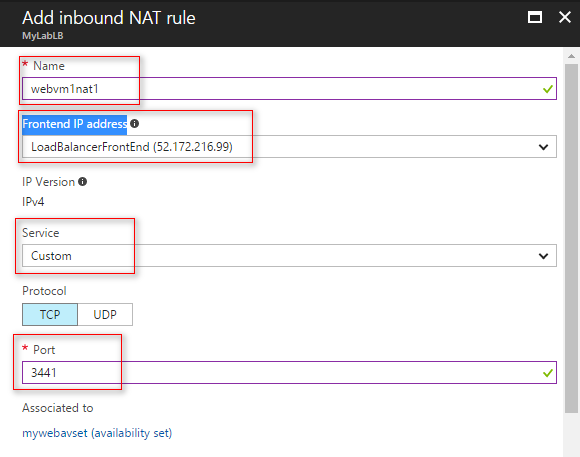 Add inbound NAT rule
MyLabLB
* Name
webvm1nat1
Frontend IP address
LoadBalancerFrontEnd (52.172.216.99)
IP Version
IPv4
Service
Custom
Protocol
TCP UDP
* Port
3441
Associated to
mywebavset (availability set)